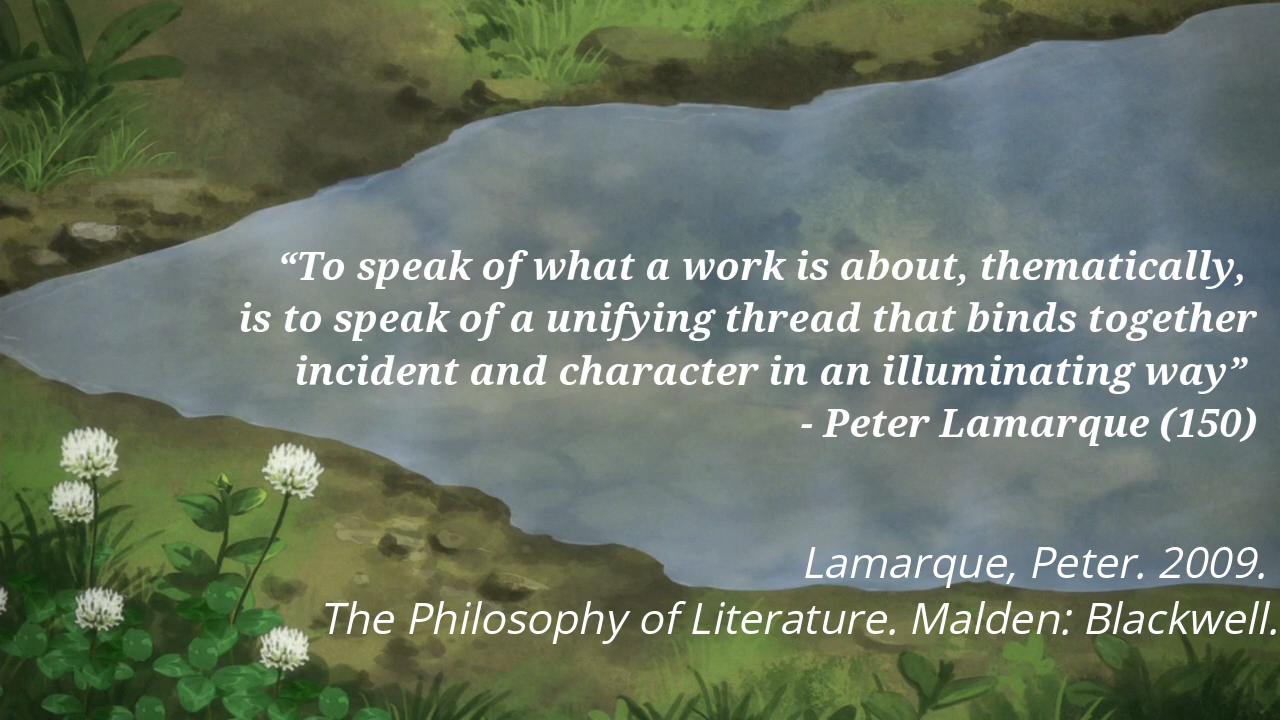 “To speak of what a work is about, thematically,
is to speak of a unifying thread that binds together
incident and character in an illuminating way”
- Peter Lamarque (150)
Lamarque, Peter. 2009.
The Philosophy of Literature. Malden: Blackwell.